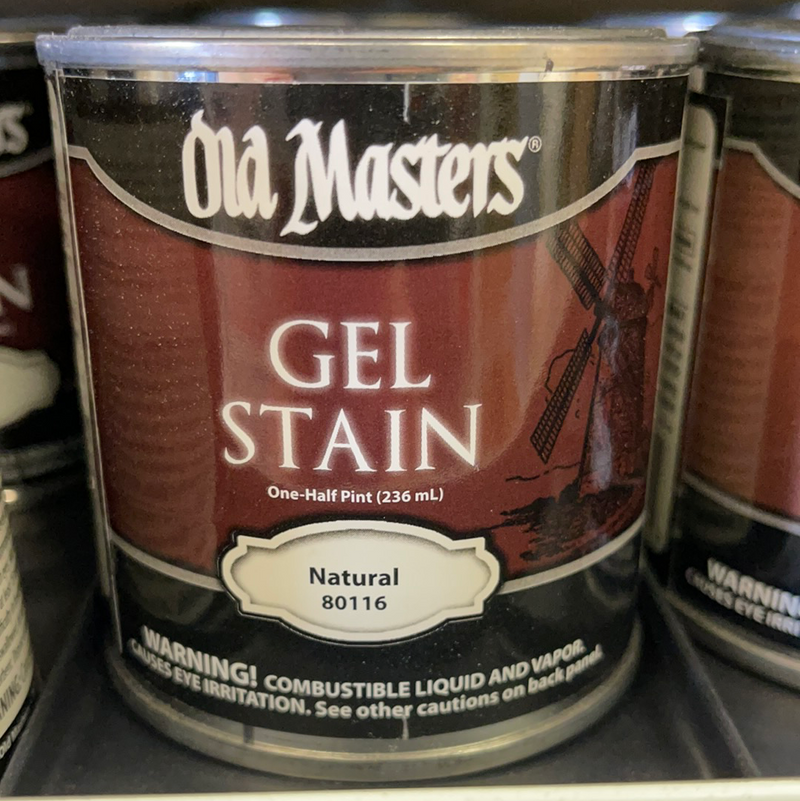 Old Masters®
GEL
STAIN
One-Half Pint (236 mL)
Natural
80116
WARNING! COMBUSTIBLE LIQUID AND VAPOR.
CAUSES EYE IRRITATION. See other cautions on back panel.